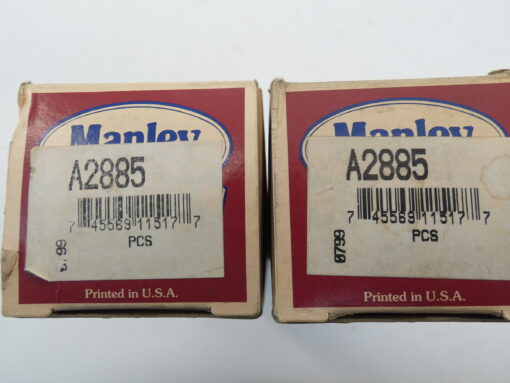 Manley
A2885
7 45569 11517 7
0799
PCS
Printed in U.S.A.
Manley
A2885
7 45569 11517 7
0799
PCS
Printed in U.S.A.